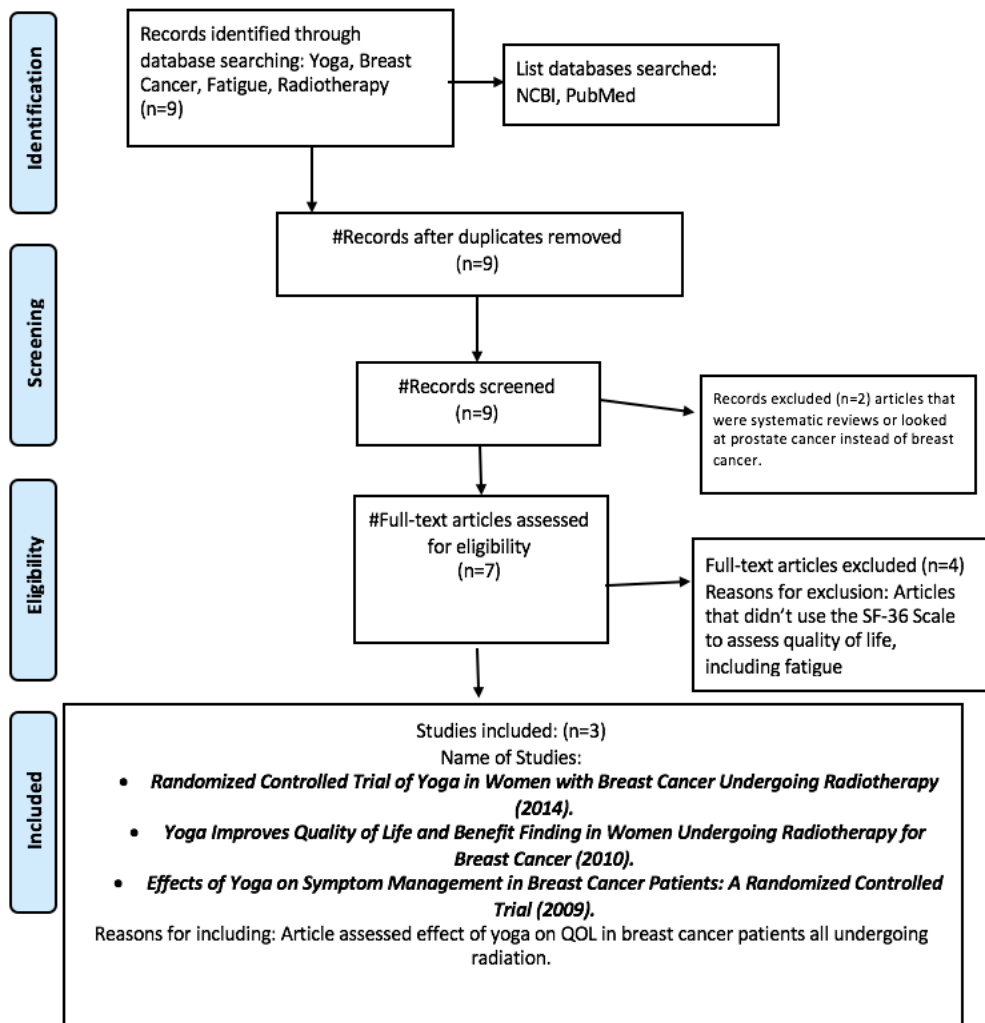 Identification
Records identified through
database searching: Yoga, Breast
Cancer, Fatigue, Radiotherapy
(n=9)
List databases searched:
NCBI, PubMed
#Records after duplicates removed
(n=9)
Screening
#Records screened
(n=9)
Records excluded (n=2) articles that
were systematic reviews or looked
at prostate cancer instead of breast
cancer.
Eligibility
#Full-text articles assessed
for eligibility
(n=7)
Full-text articles excluded (n=4)
Reasons for exclusion: Articles
that didn't use the SF-36 Scale
to assess quality of life,
including fatigue
Included
Studies included: (n=3)
Name of Studies:
• Randomized Controlled Trial of Yoga in Women with Breast Cancer Undergoing Radiotherapy
(2014).
• Yoga Improves Quality of Life and Benefit Finding in Women Undergoing Radiotherapy for
Breast Cancer (2010).
• Effects of Yoga on Symptom Management in Breast Cancer Patients: A Randomized Controlled
Trial (2009).
Reasons for including: Article assessed effect of yoga on QOL in breast cancer patients all undergoing
radiation.